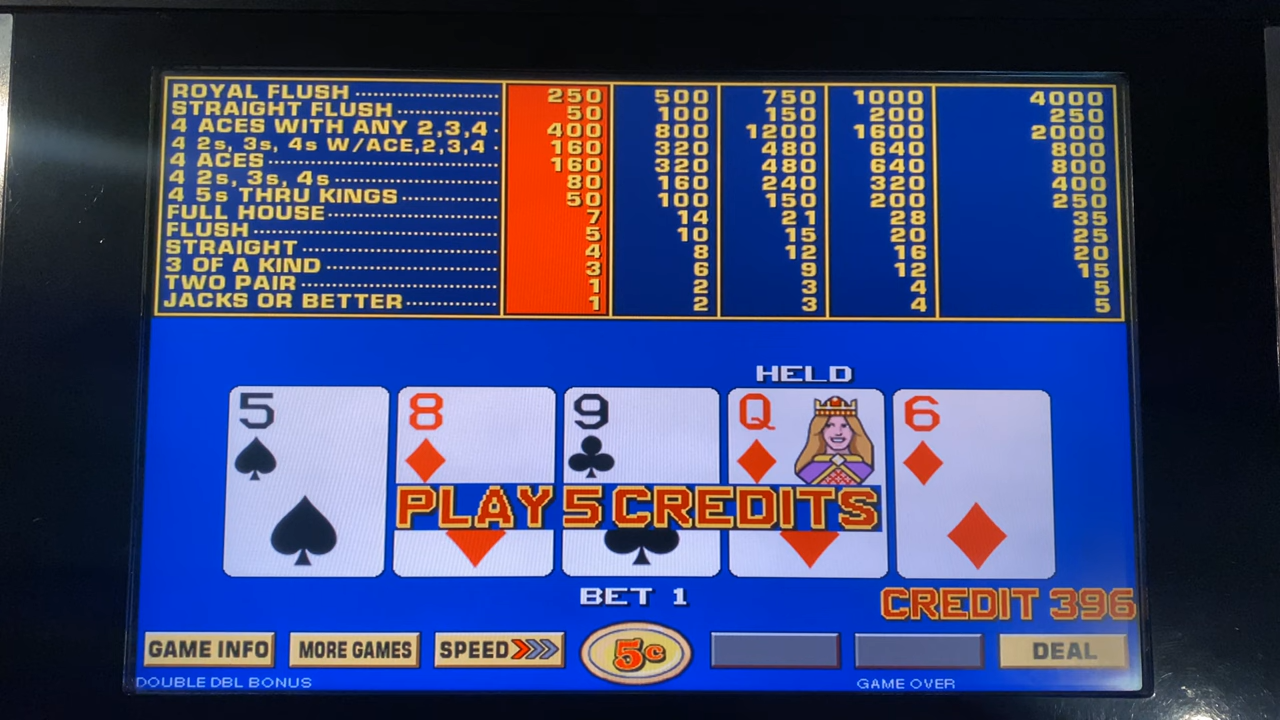 ROYAL FLUSH 250 500 750 1000 4000
STRAIGHT FLUSH 50 100 150 200 250
4 ACES WITH ANY 2,3,4 400 800 1200 1600 2000
4 2s, 3s, 4s W/ACE,2,3,4 160 320 480 640 800
4 ACES 160 320 480 640 800
4 2s, 3s, 4s 80 160 240 320 400
4 5s THRU KINGS 50 100 150 200 250
FULL HOUSE 7 14 21 28 35
FLUSH 5 10 15 20 25
STRAIGHT 4 8 12 16 20
3 OF A KIND 3 6 9 12 15
TWO PAIR 1 2 3 4 5
JACKS OR BETTER 1 2 3 4 5
HELD
5 8 9 Q 6
PLAY 5 CREDITS
BET 1
CREDIT 396
GAME INFO MORE GAMES SPEED 5¢ DEAL
DOUBLE DBL BONUS GAME OVER